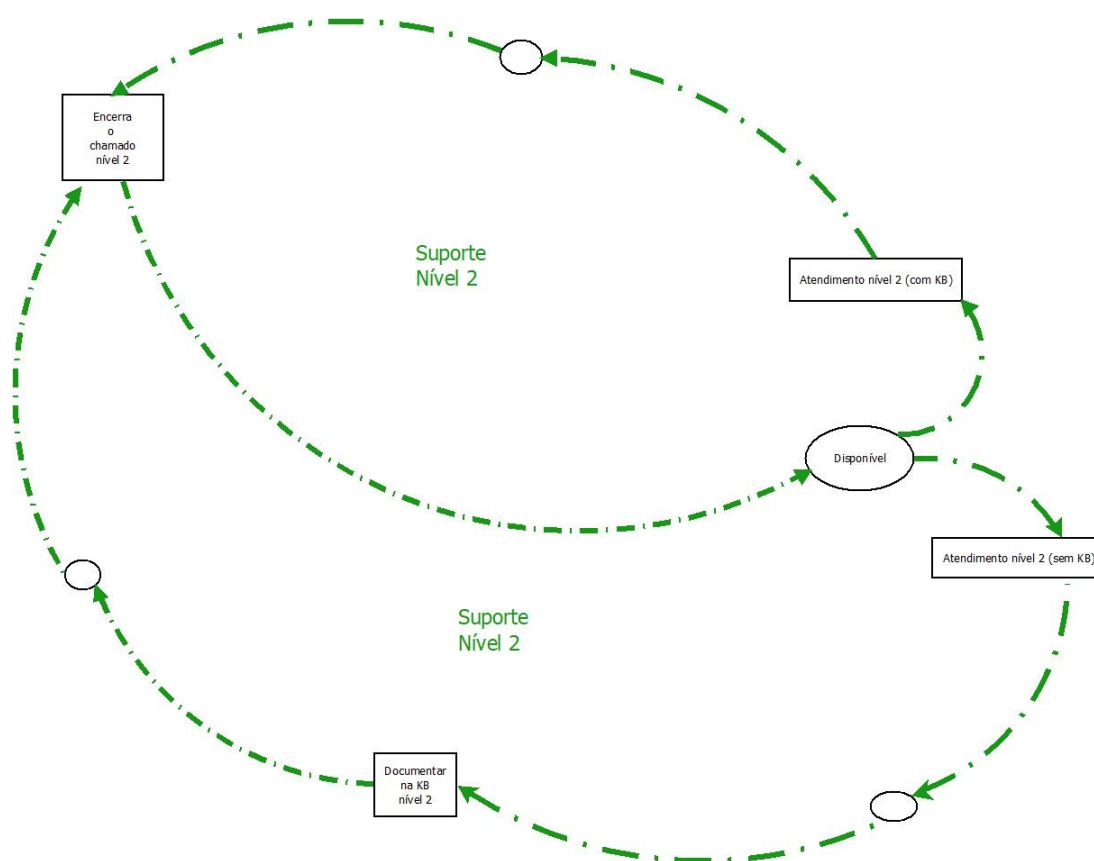 Encerra
o
chamado
nível 2
Suporte
Nível 2
Atendimento nível 2 (com KB)
Disponível
Atendimento nível 2 (sem KB)
Suporte
Nível 2
Documentar
na KB
nível 2